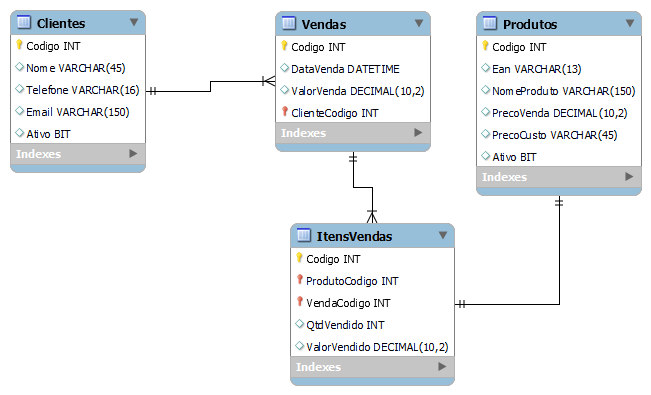 Clientes
Codigo INT
Nome VARCHAR(45)
Telefone VARCHAR(16)
Email VARCHAR(150)
Ativo BIT
Indexes
Vendas
Codigo INT
DataVenda DATETIME
ValorVenda DECIMAL(10,2)
ClienteCodigo INT
Indexes
Produtos
Codigo INT
Ean VARCHAR(13)
NomeProduto VARCHAR(150)
PrecoVenda DECIMAL(10,2)
PrecoCusto VARCHAR(45)
Ativo BIT
Indexes
ItensVendas
Codigo INT
ProdutoCodigo INT
VendaCodigo INT
QtdVendido INT
ValorVendido DECIMAL(10,2)
Indexes